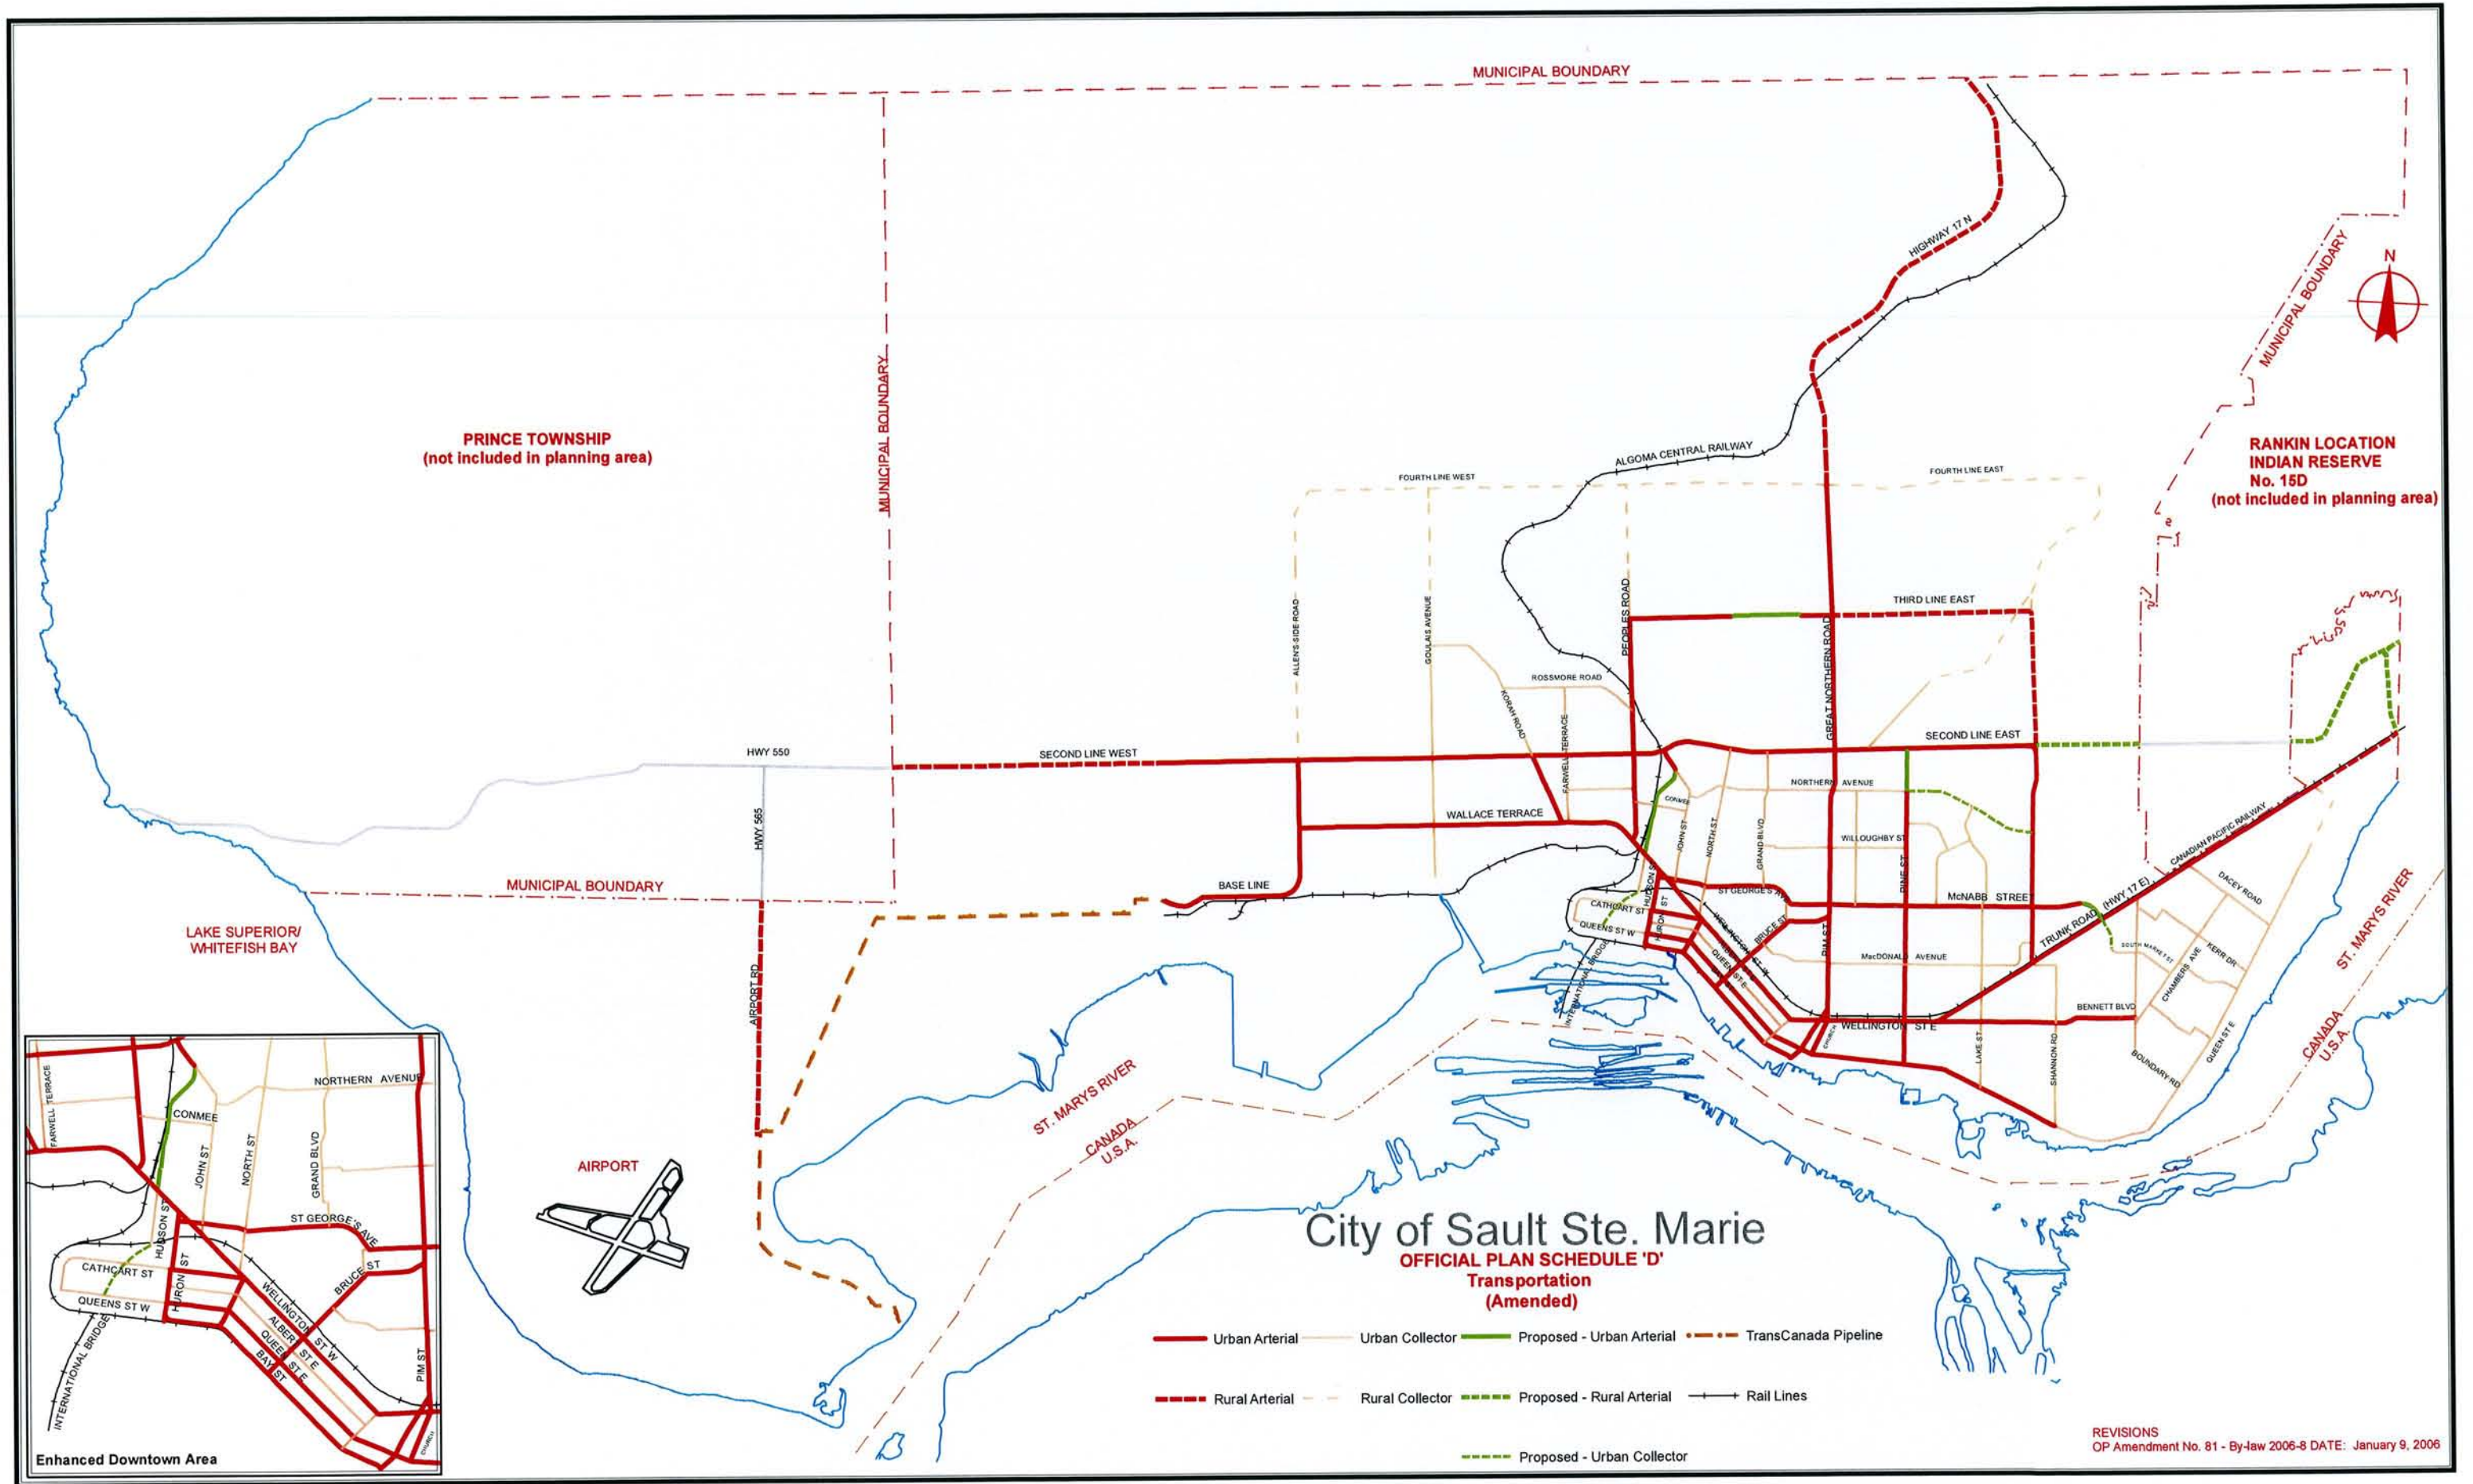 MUNICIPAL BOUNDARY
HIGHWAY 17 N
MUNICIPAL BOUNDARY
N
MUNICIPAL BOUNDARY
PRINCE TOWNSHIP
(not included in planning area)
RANKIN LOCATION
INDIAN RESERVE
No. 15D
(not included in planning area)
ALGOMA CENTRAL RAILWAY
FOURTH LINE WEST
FOURTH LINE EAST
ALLEN'S SIDE ROAD
GOULAIS AVENUE
PEOPLES ROAD
THIRD LINE EAST
GREAT NORTHERN ROAD
ROSSMORE ROAD
KORAH ROAD
FARWELL TERRACE
HWY 550
SECOND LINE WEST
SECOND LINE EAST
HWY 565
NORTHERN AVENUE
CONMEE
WALLACE TERRACE
JOHN ST
NORTH ST
GRAND BLVD
WILLOUGHBY ST
PINE ST
CANADIAN PACIFIC RAILWAY
MUNICIPAL BOUNDARY
BASE LINE
HUDSON ST
ST GEORGE'S AVE
McNABB STREET
TRUNK ROAD (HWY 17 E)
DACEY ROAD
CATHCART ST
HURON ST
QUEENS ST W
WELLINGTON ST W
BRUCE ST
PIM ST
MacDONALD AVENUE
SOUTH MARKET ST
KERR DR
CHAMBERS AVE
ST. MARYS RIVER
LAKE SUPERIOR/
WHITEFISH BAY
AIRPORT RD
INTERNATIONAL BRIDGE
QUEEN ST E
BENNETT BLVD
WELLINGTON ST E
CHURCH
LAKE ST
SHANNON RD
BOUNDARY RD
QUEEN ST E
CANADA
U.S.A.
ST. MARYS RIVER
CANADA
U.S.A.
AIRPORT
FARWELL TERRACE
NORTHERN AVENUE
CONMEE
JOHN ST
NORTH ST
GRAND BLVD
HUDSON ST
ST GEORGE'S AVE
CATHCART ST
HURON ST
BRUCE ST
QUEENS ST W
WELLINGTON ST W
ALBERT ST E
QUEEN ST E
BAY ST
PIM ST
INTERNATIONAL BRIDGE
CHURCH
Enhanced Downtown Area
City of Sault Ste. Marie
OFFICIAL PLAN SCHEDULE 'D'
Transportation
(Amended)
Urban Arterial
Urban Collector
Proposed - Urban Arterial
TransCanada Pipeline
Rural Arterial
Rural Collector
Proposed - Rural Arterial
Rail Lines
Proposed - Urban Collector
REVISIONS
OP Amendment No. 81 - By-law 2006-8 DATE: January 9, 2006